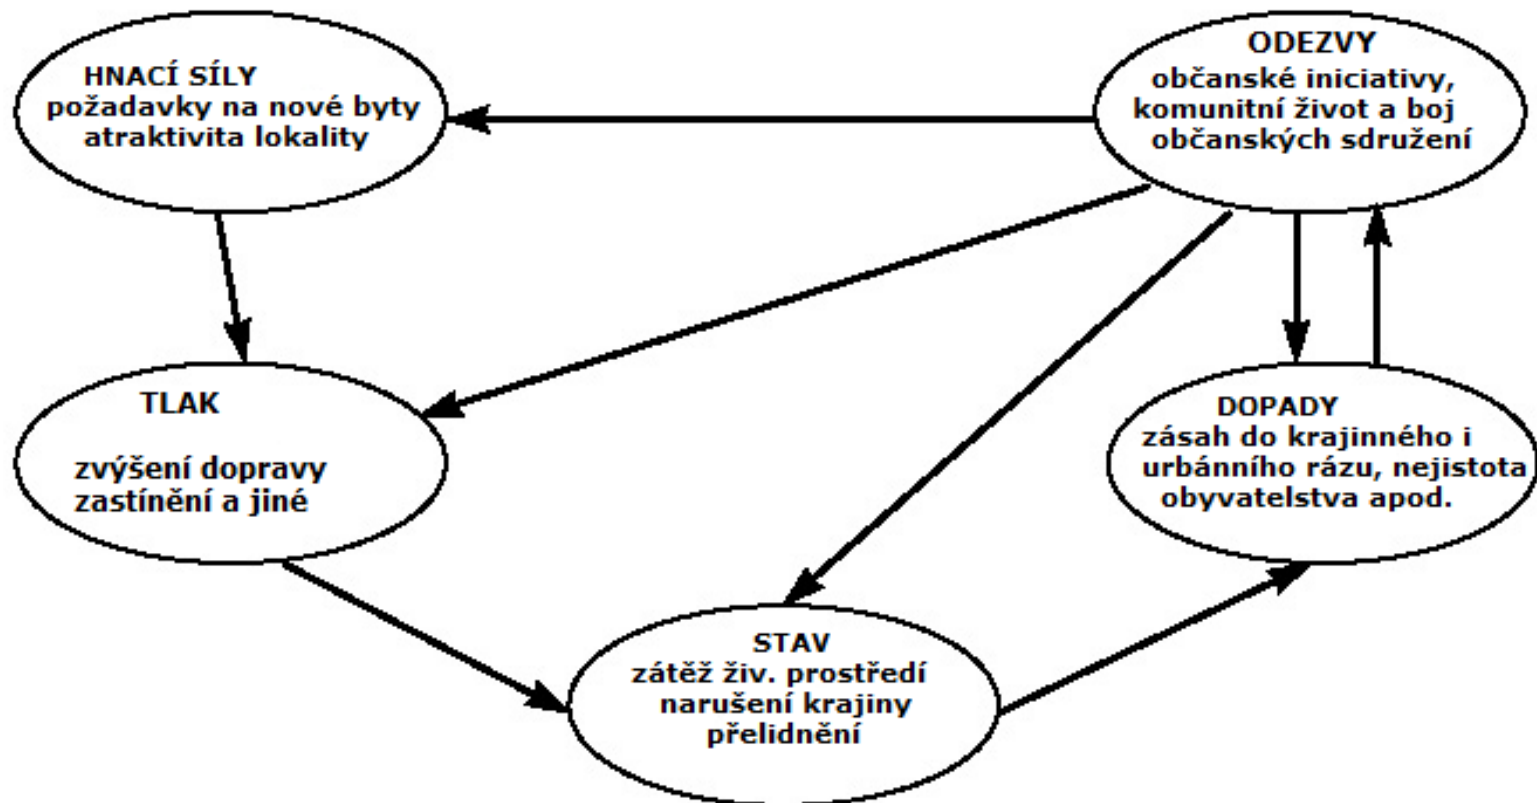 HNACÍ SÍLY
požadavky na nové byty
atraktivita lokality
ODEZVY
občanské iniciativy,
komunitní život a boj
občanských sdružení
TLAK
zvýšení dopravy
zastínění a jiné
DOPADY
zásah do krajinného i
urbánního rázu, nejistota
obyvatelstva apod.
STAV
zátěž živ. prostředí
narušení krajiny
přelidnění